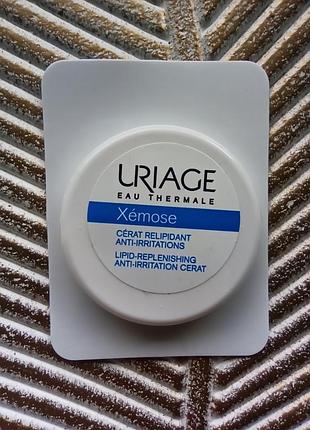 URIAGE
EAU THERMALE
Xémose
CÉRAT RELIPIDANT
ANTI-IRRITATIONS
LIPID-REPLENISHING
ANTI-IRRITATION CERAT